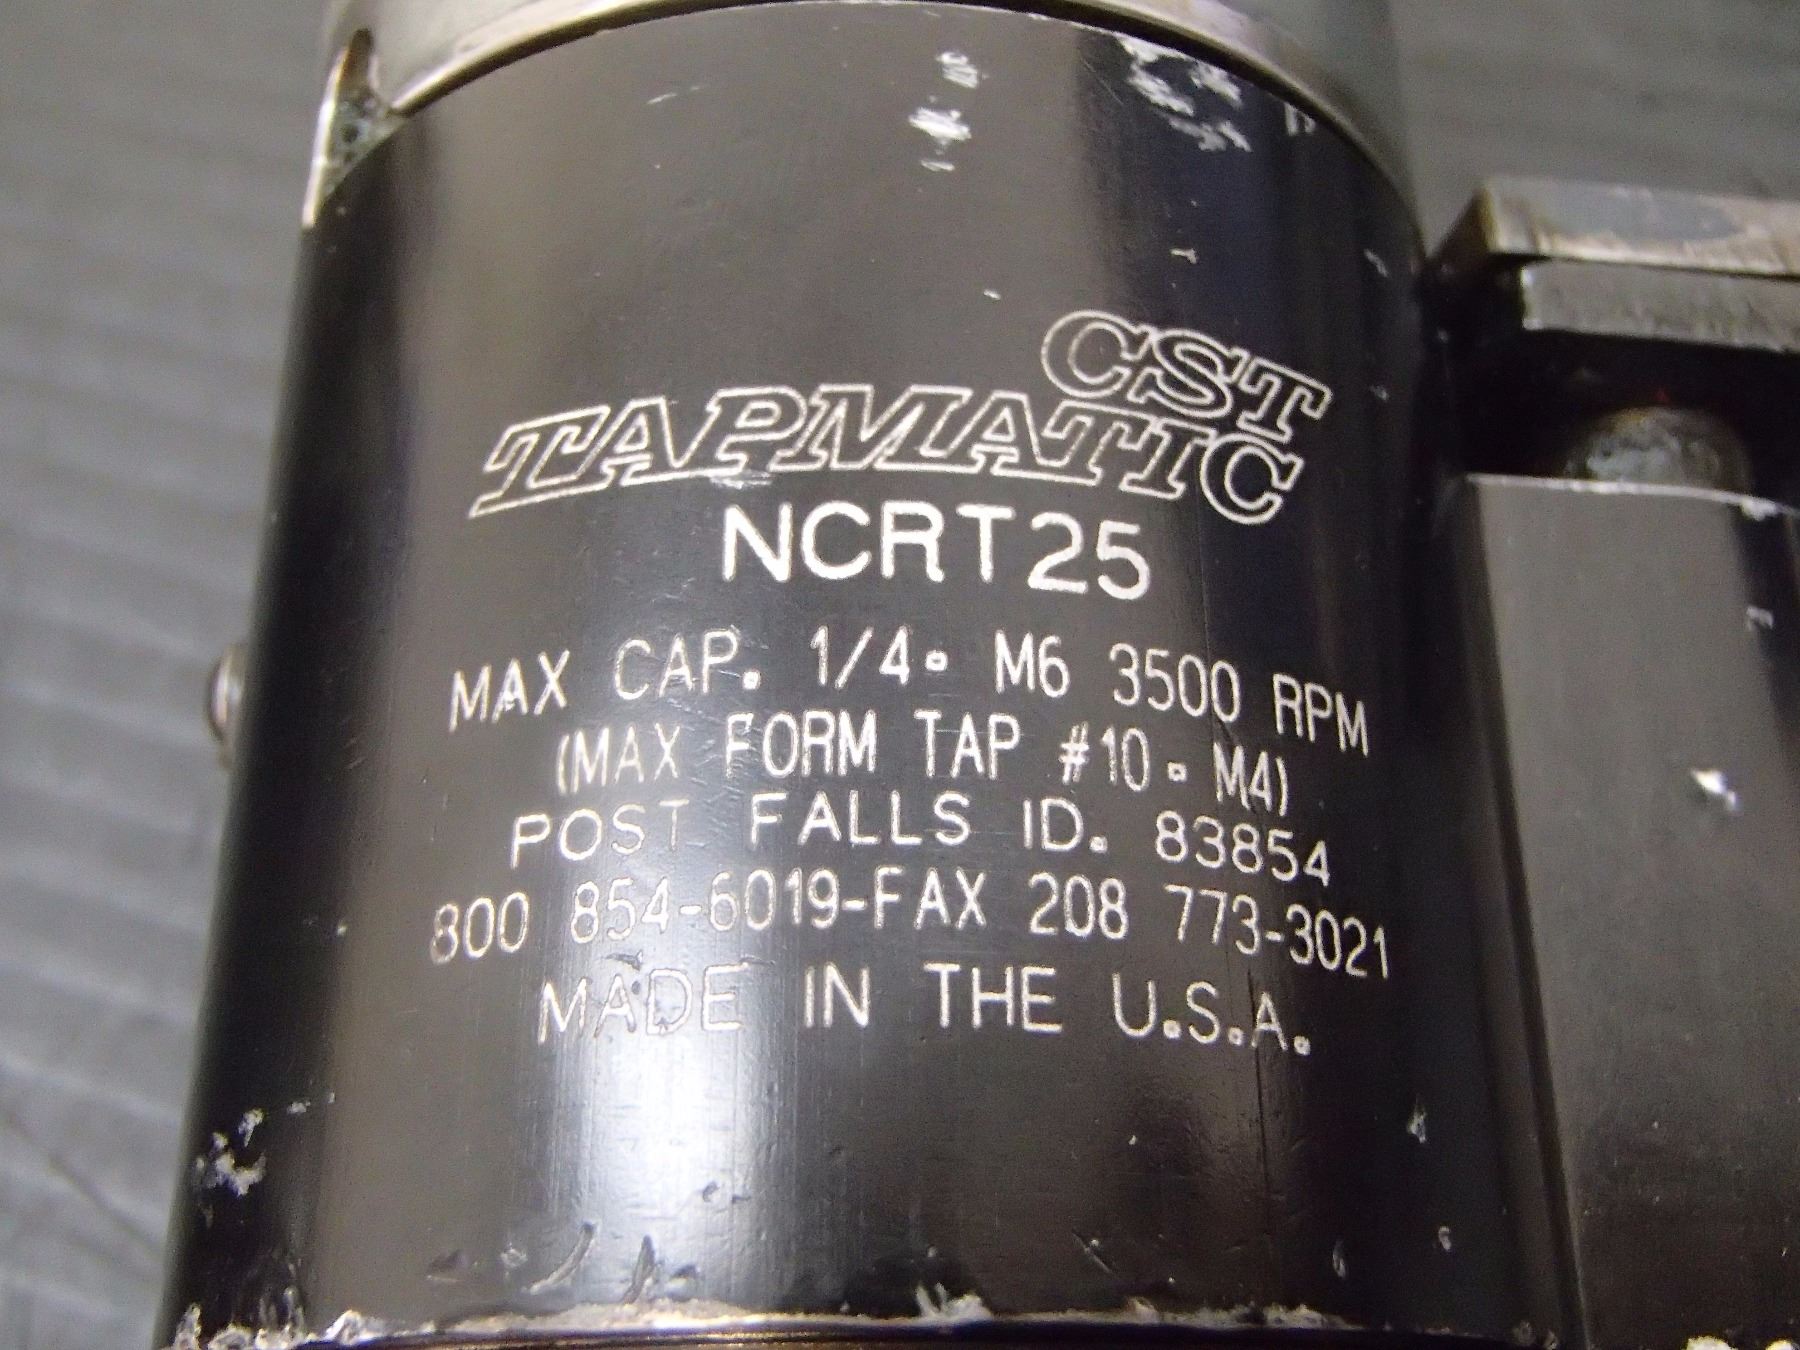 CST
TAPMATIC
NCRT25
MAX CAP. 1/4 - M6 3500 RPM
(MAX FORM TAP #10 - M4)
POST FALLS ID. 83854
800 854-6019-FAX 208 773-3021
MADE IN THE U.S.A.